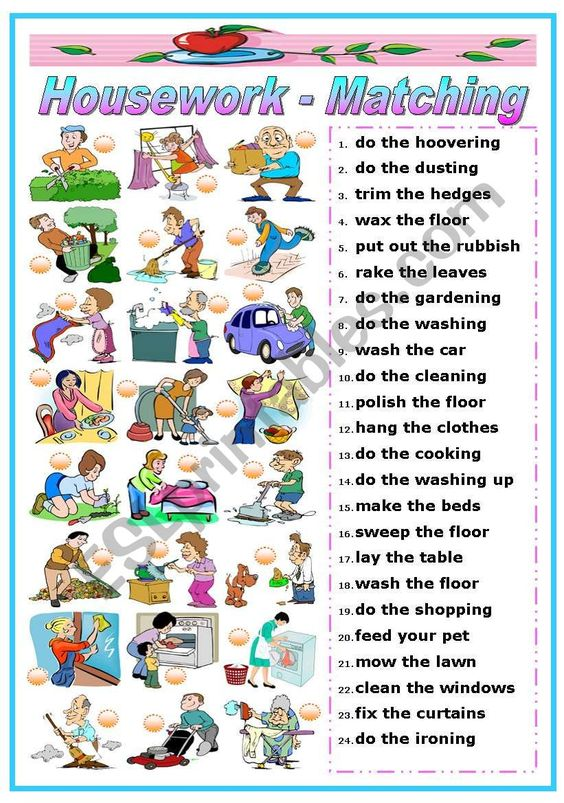 Housework - Matching
1. do the hoovering
2. do the dusting
3. trim the hedges
4. wax the floor
5. put out the rubbish
6. rake the leaves
7. do the gardening
8. do the washing
9. wash the car
10. do the cleaning
11. polish the floor
12. hang the clothes
13. do the cooking
14. do the washing up
15. make the beds
16. sweep the floor
17. lay the table
18. wash the floor
19. do the shopping
20. feed your pet
21. mow the lawn
22. clean the windows
23. fix the curtains
24. do the ironing
ESLprintables.com